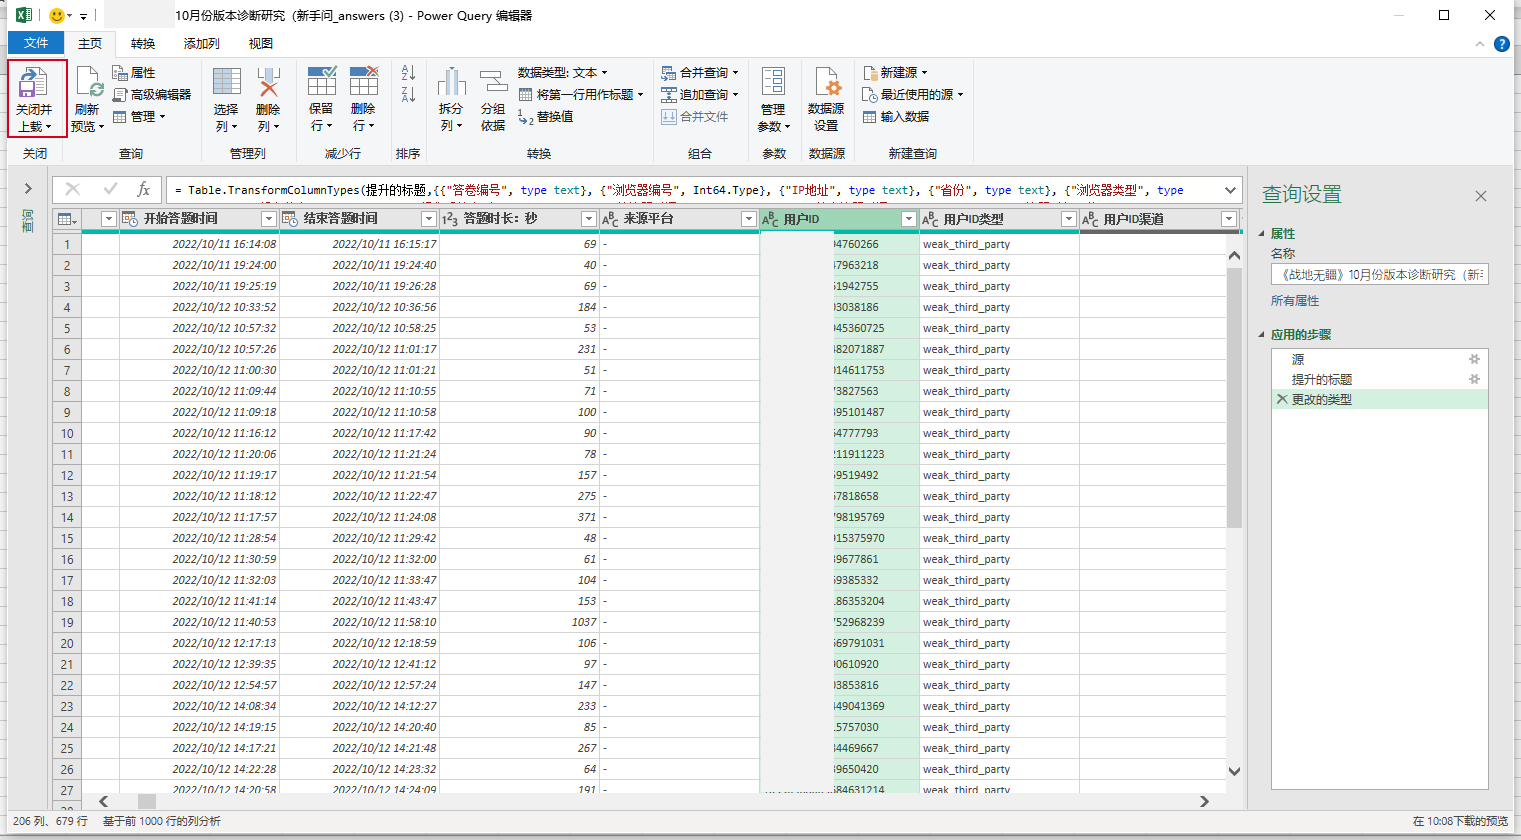 10月份版本诊断研究（新手问_answers (3) - Power Query 编辑器
文件 主页 转换 添加列 视图
关闭并上载 刷新预览 属性 高级编辑器 管理 选择列 删除列 保留行 删除行 拆分列 分组依据 数据类型: 文本 将第一行用作标题 替换值 合并查询 追加查询 合并文件 管理参数 数据源设置 新建源 最近使用的源 输入数据
关闭 查询 管理列 减少行 排序 转换 组合 参数 数据源 新建查询
= Table.TransformColumnTypes(提升的标题,{{"答卷编号", type text}, {"浏览器编号", Int64.Type}, {"IP地址", type text}, {"省份", type text}, {"浏览器类型", type
查询
开始答题时间 结束答题时间 答题时长: 秒 来源平台 用户ID 用户ID类型 用户ID渠道
1 2022/10/11 16:14:08 2022/10/11 16:15:17 69 - 4760266 weak_third_party
2 2022/10/11 19:24:00 2022/10/11 19:24:40 40 - 7963218 weak_third_party
3 2022/10/11 19:25:19 2022/10/11 19:26:28 69 - 1942755 weak_third_party
4 2022/10/12 10:33:52 2022/10/12 10:36:56 184 - 3038186 weak_third_party
5 2022/10/12 10:57:32 2022/10/12 10:58:25 53 - 945360725 weak_third_party
6 2022/10/12 10:57:26 2022/10/12 11:01:17 231 - 82071887 weak_third_party
7 2022/10/12 11:00:30 2022/10/12 11:01:21 51 - 14611753 weak_third_party
8 2022/10/12 11:09:44 2022/10/12 11:10:55 71 - 73827563 weak_third_party
9 2022/10/12 11:09:18 2022/10/12 11:10:58 100 - 95101487 weak_third_party
10 2022/10/12 11:16:12 2022/10/12 11:17:42 90 - 4777793 weak_third_party
11 2022/10/12 11:20:06 2022/10/12 11:21:24 78 - 211911223 weak_third_party
12 2022/10/12 11:19:17 2022/10/12 11:21:54 157 - 9519492 weak_third_party
13 2022/10/12 11:18:12 2022/10/12 11:22:47 275 - 7818658 weak_third_party
14 2022/10/12 11:17:57 2022/10/12 11:24:08 371 - 798195769 weak_third_party
15 2022/10/12 11:28:54 2022/10/12 11:29:42 48 - 915375970 weak_third_party
16 2022/10/12 11:30:59 2022/10/12 11:32:00 61 - 9677861 weak_third_party
17 2022/10/12 11:32:03 2022/10/12 11:33:47 104 - 9385332 weak_third_party
18 2022/10/12 11:41:14 2022/10/12 11:43:47 153 - 86353204 weak_third_party
19 2022/10/12 11:40:53 2022/10/12 11:58:10 1037 - 752968239 weak_third_party
20 2022/10/12 12:17:13 2022/10/12 12:18:59 106 - 69791031 weak_third_party
21 2022/10/12 12:39:35 2022/10/12 12:41:12 97 - 0610920 weak_third_party
22 2022/10/12 12:54:57 2022/10/12 12:57:24 147 - 3853816 weak_third_party
23 2022/10/12 14:08:34 2022/10/12 14:12:27 233 - 49041369 weak_third_party
24 2022/10/12 14:19:15 2022/10/12 14:20:40 85 - 5757030 weak_third_party
25 2022/10/12 14:17:21 2022/10/12 14:21:48 267 - 4469667 weak_third_party
26 2022/10/12 14:22:28 2022/10/12 14:23:32 64 - 9650420 weak_third_party
27 2022/10/12 14:20:58 2022/10/12 14:24:09 191 - 684631214 weak_third_party
查询设置
属性
名称
《战地无疆》10月份版本诊断研究（新手
所有属性
应用的步骤
源
提升的标题
更改的类型
206 列、679 行 基于前 1000 行的列分析 在 10:08下载的预览